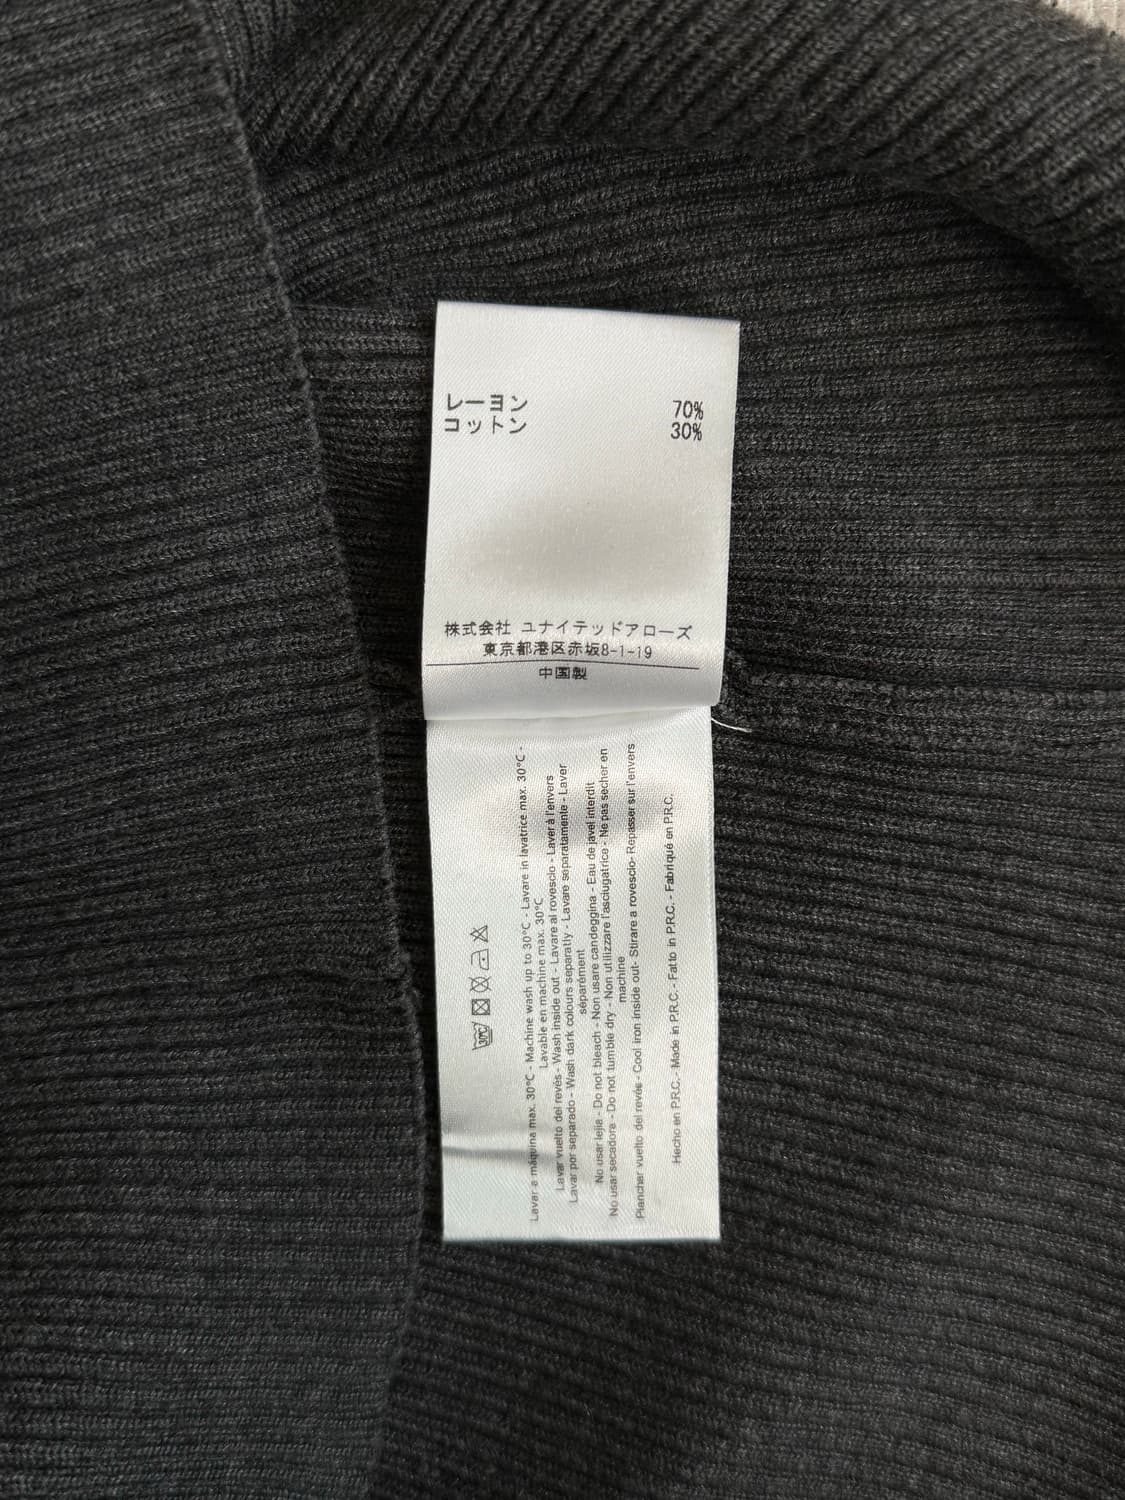 レーヨン 70%
コットン 30%
株式会社 ユナイテッドアローズ
東京都港区赤坂8-1-19
中国製
30°C
Lavar a máquina max. 30°C - Machine wash up to 30°C - Lavare in lavatrice max. 30°C -
Lavable en machine max. 30°C
Lavar vuelto del revés - Wash inside out - Lavare al rovescio - Laver à l'envers
Lavar por separado - Wash dark colours separatly - Lavare separatamente - Laver
séparément
No usar lejía - Do not bleach - Non usare candeggina - Eau de javel interdit
No usar secadora - Do not tumble dry - Non utilizzare l'asciugatrice - Ne pas secher en
machine
Planchar vuelto del revés - Cool iron inside out- Stirare a rovescio- Repasser sur l'envers
Hecho en P.R.C. - Made in P.R.C. - Fatto in P.R.C. - Fabriqué en P.R.C.